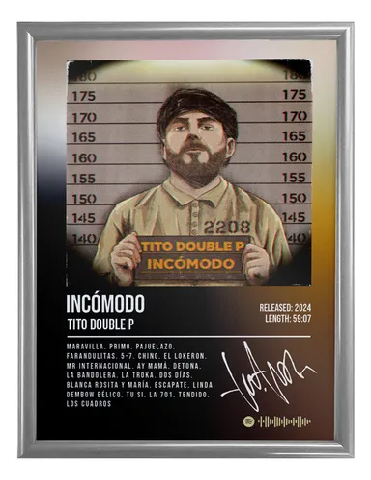 180 180
175 175
170 170
165 165
160 160
155 155
150 150
145 145
140 140
2208
TITO DOUBLE P
INCÓMODO
INCÓMODO
TITO DOUBLE P
RELEASED: 2024
LENGTH: 59:07
MARAVILLA. PRIMO. PAJUELAZO.
FARANDULITAS. 5-7. CHINO. EL LOKERON.
MR INTERNACIONAL. AY MAMÁ. DETONA.
LA BANDOLERA. LA TROKA. DOS DÍAS.
BLANCA ROSITA Y MARÍA. ESCAPATE. LINDA
DEMBOW BÉLICO. TU SI. LA 701. TENDIDO.
LOS CUADROS